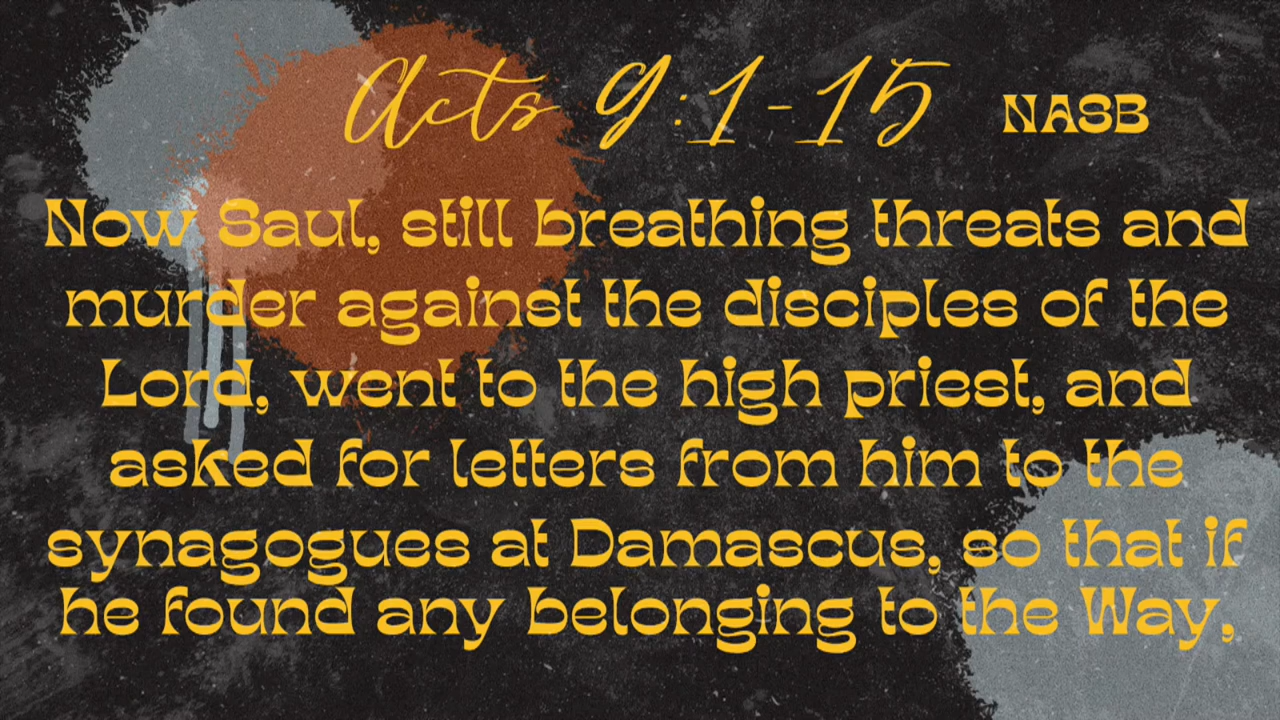 Acts 9:1-15 NASB
Now Saul, still breathing threats and
murder against the disciples of the
Lord, went to the high priest, and
asked for letters from him to the
synagogues at Damascus, so that if
he found any belonging to the Way,